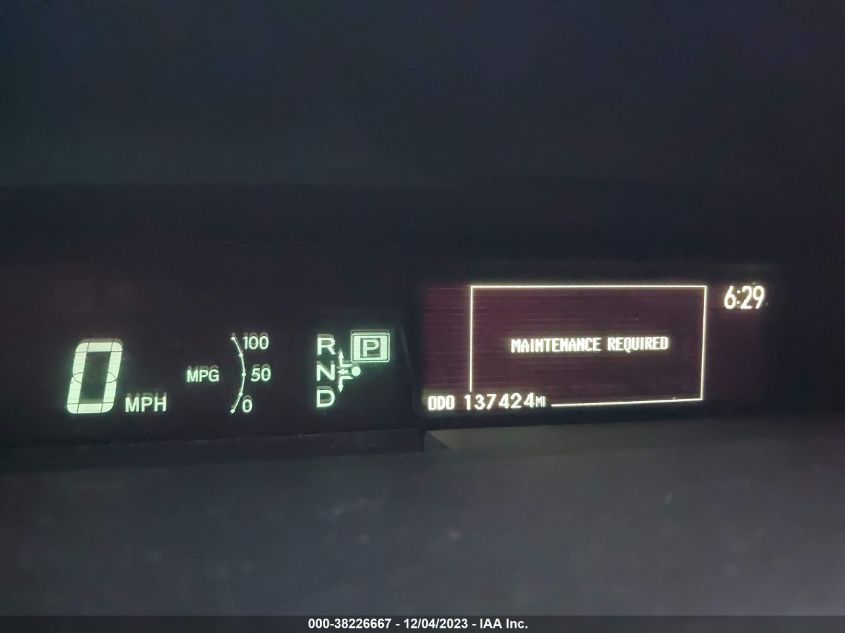 6:29
MAINTENANCE REQUIRED
ODO 137424MI
0 MPH
MPG
100
50
0
R
N
D
P
000-38226667 - 12/04/2023 - IAA Inc.